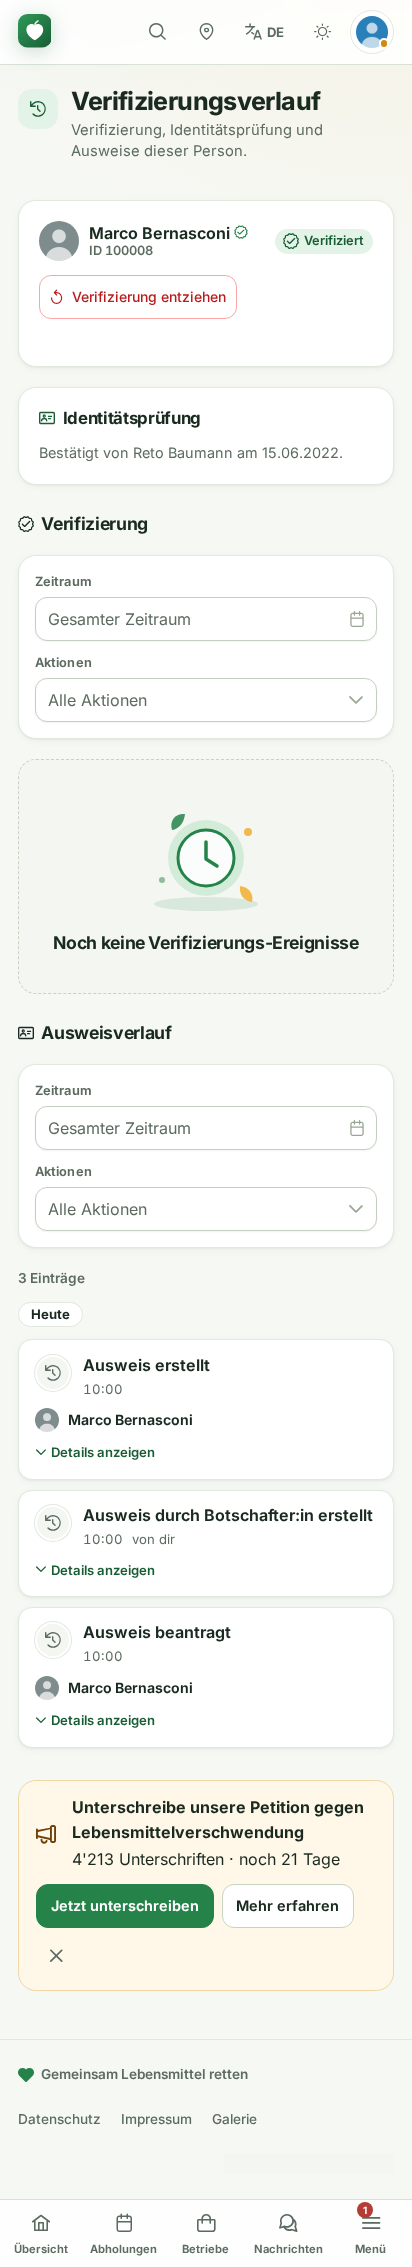 DE
Verifizierungsverlauf
Verifizierung, Identitätsprüfung und
Ausweise dieser Person.
Marco Bernasconi
ID 100008
Verifiziert
Verifizierung entziehen
Identitätsprüfung
Bestätigt von Reto Baumann am 15.06.2022.
Verifizierung
Zeitraum
Gesamter Zeitraum
Aktionen
Alle Aktionen
Noch keine Verifizierungs-Ereignisse
Ausweisverlauf
Zeitraum
Gesamter Zeitraum
Aktionen
Alle Aktionen
3 Einträge
Heute
Ausweis erstellt
10:00
Marco Bernasconi
Details anzeigen
Ausweis durch Botschafter:in erstellt
10:00 von dir
Details anzeigen
Ausweis beantragt
10:00
Marco Bernasconi
Details anzeigen
Unterschreibe unsere Petition gegen
Lebensmittelverschwendung
4'213 Unterschriften · noch 21 Tage
Jetzt unterschreiben
Mehr erfahren
Gemeinsam Lebensmittel retten
Datenschutz Impressum Galerie
1
Übersicht Abholungen Betriebe Nachrichten Menü